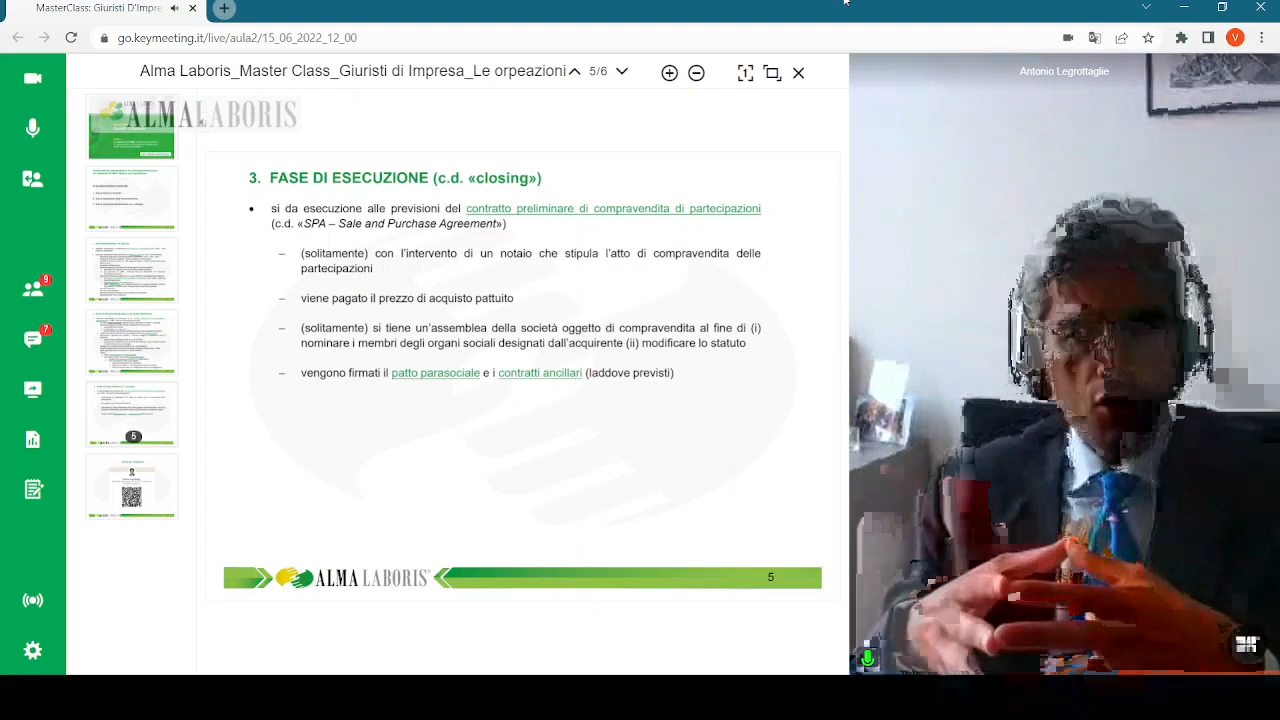 MasterClass: D'Impre
go.keymeeting.it/live/aula2/15_06_2022_12_00
V
Alma Laboris_Master Class_Giuristi di Impresa_Le orpeazioni
5/6
Antonio Legrottaglie
ALMALABORIS
3. FASE DI ESECUZIONE (c.d. «closing»)
• si da esecuzione alle previsioni del contratto preliminare di compravendita di partecipazioni
(c.d. «SPA – Sale and Purchase Agreement»)
– (solitamente) con l'intervento di un notaio, si stipula l'atto di compravendita delle
partecipazioni
– viene pagato il prezzo di acquisto pattuito
– (solitamente) si tiene un'assemblea della società oggetto di compravendita al fine di (i)
nominare i membri degli organi sociali designati dall'acquirente (ii) modificare lo statuto
– vengono firmati il patto parasociale e i contratti ancillari (laddove previsti)
9
7
5
ALMA LABORIS
5